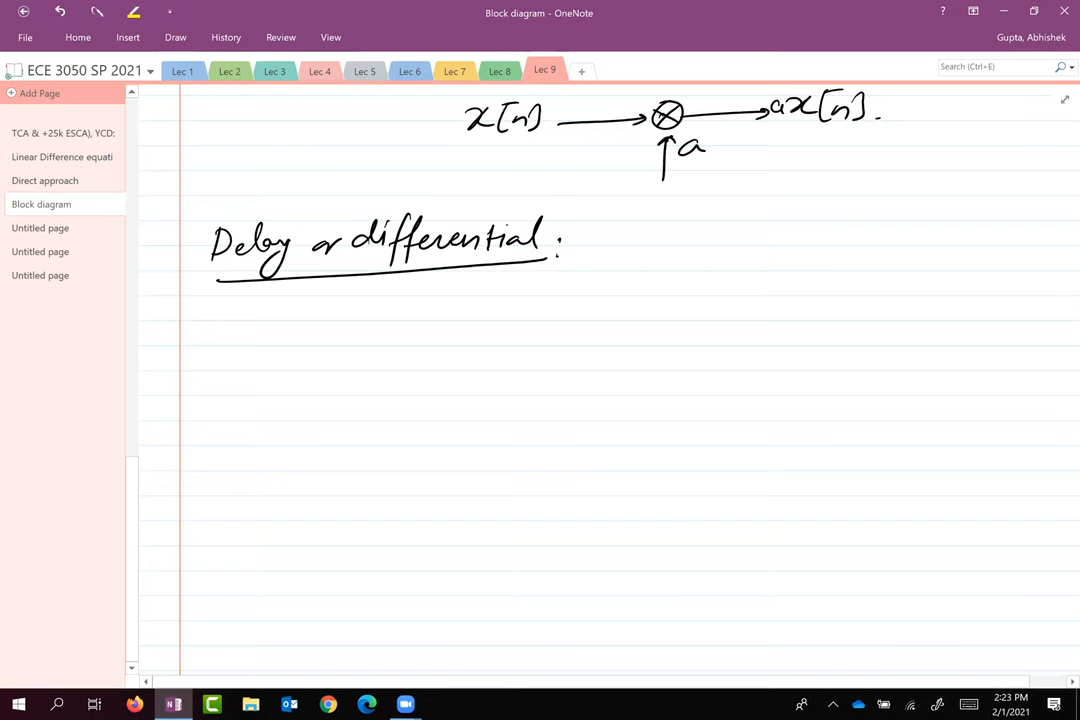 Block diagram - OneNote
File Home Insert Draw History Review View
Gupta, Abhishek
ECE 3050 SP 2021
Lec 1 Lec 2 Lec 3 Lec 4 Lec 5 Lec 6 Lec 7 Lec 8 Lec 9
Search (Ctrl+E)
Add Page
TCA & +25k ESCA), YCD:
Linear Difference equati
Direct approach
Block diagram
Untitled page
Untitled page
Untitled page
x[n] ax[n].
a
Delay or differential:
2:23 PM
2/1/2021